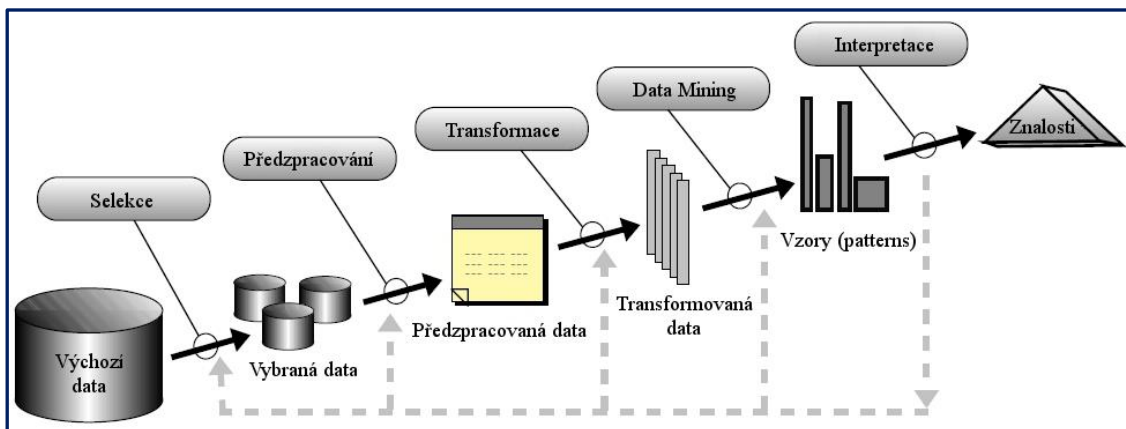 Interpretace
Data Mining
Znalosti
Transformace
Předzpracování
Selekce
Vzory (patterns)
Transformovaná
data
Předzpracovaná data
Vybraná data
Výchozí
data